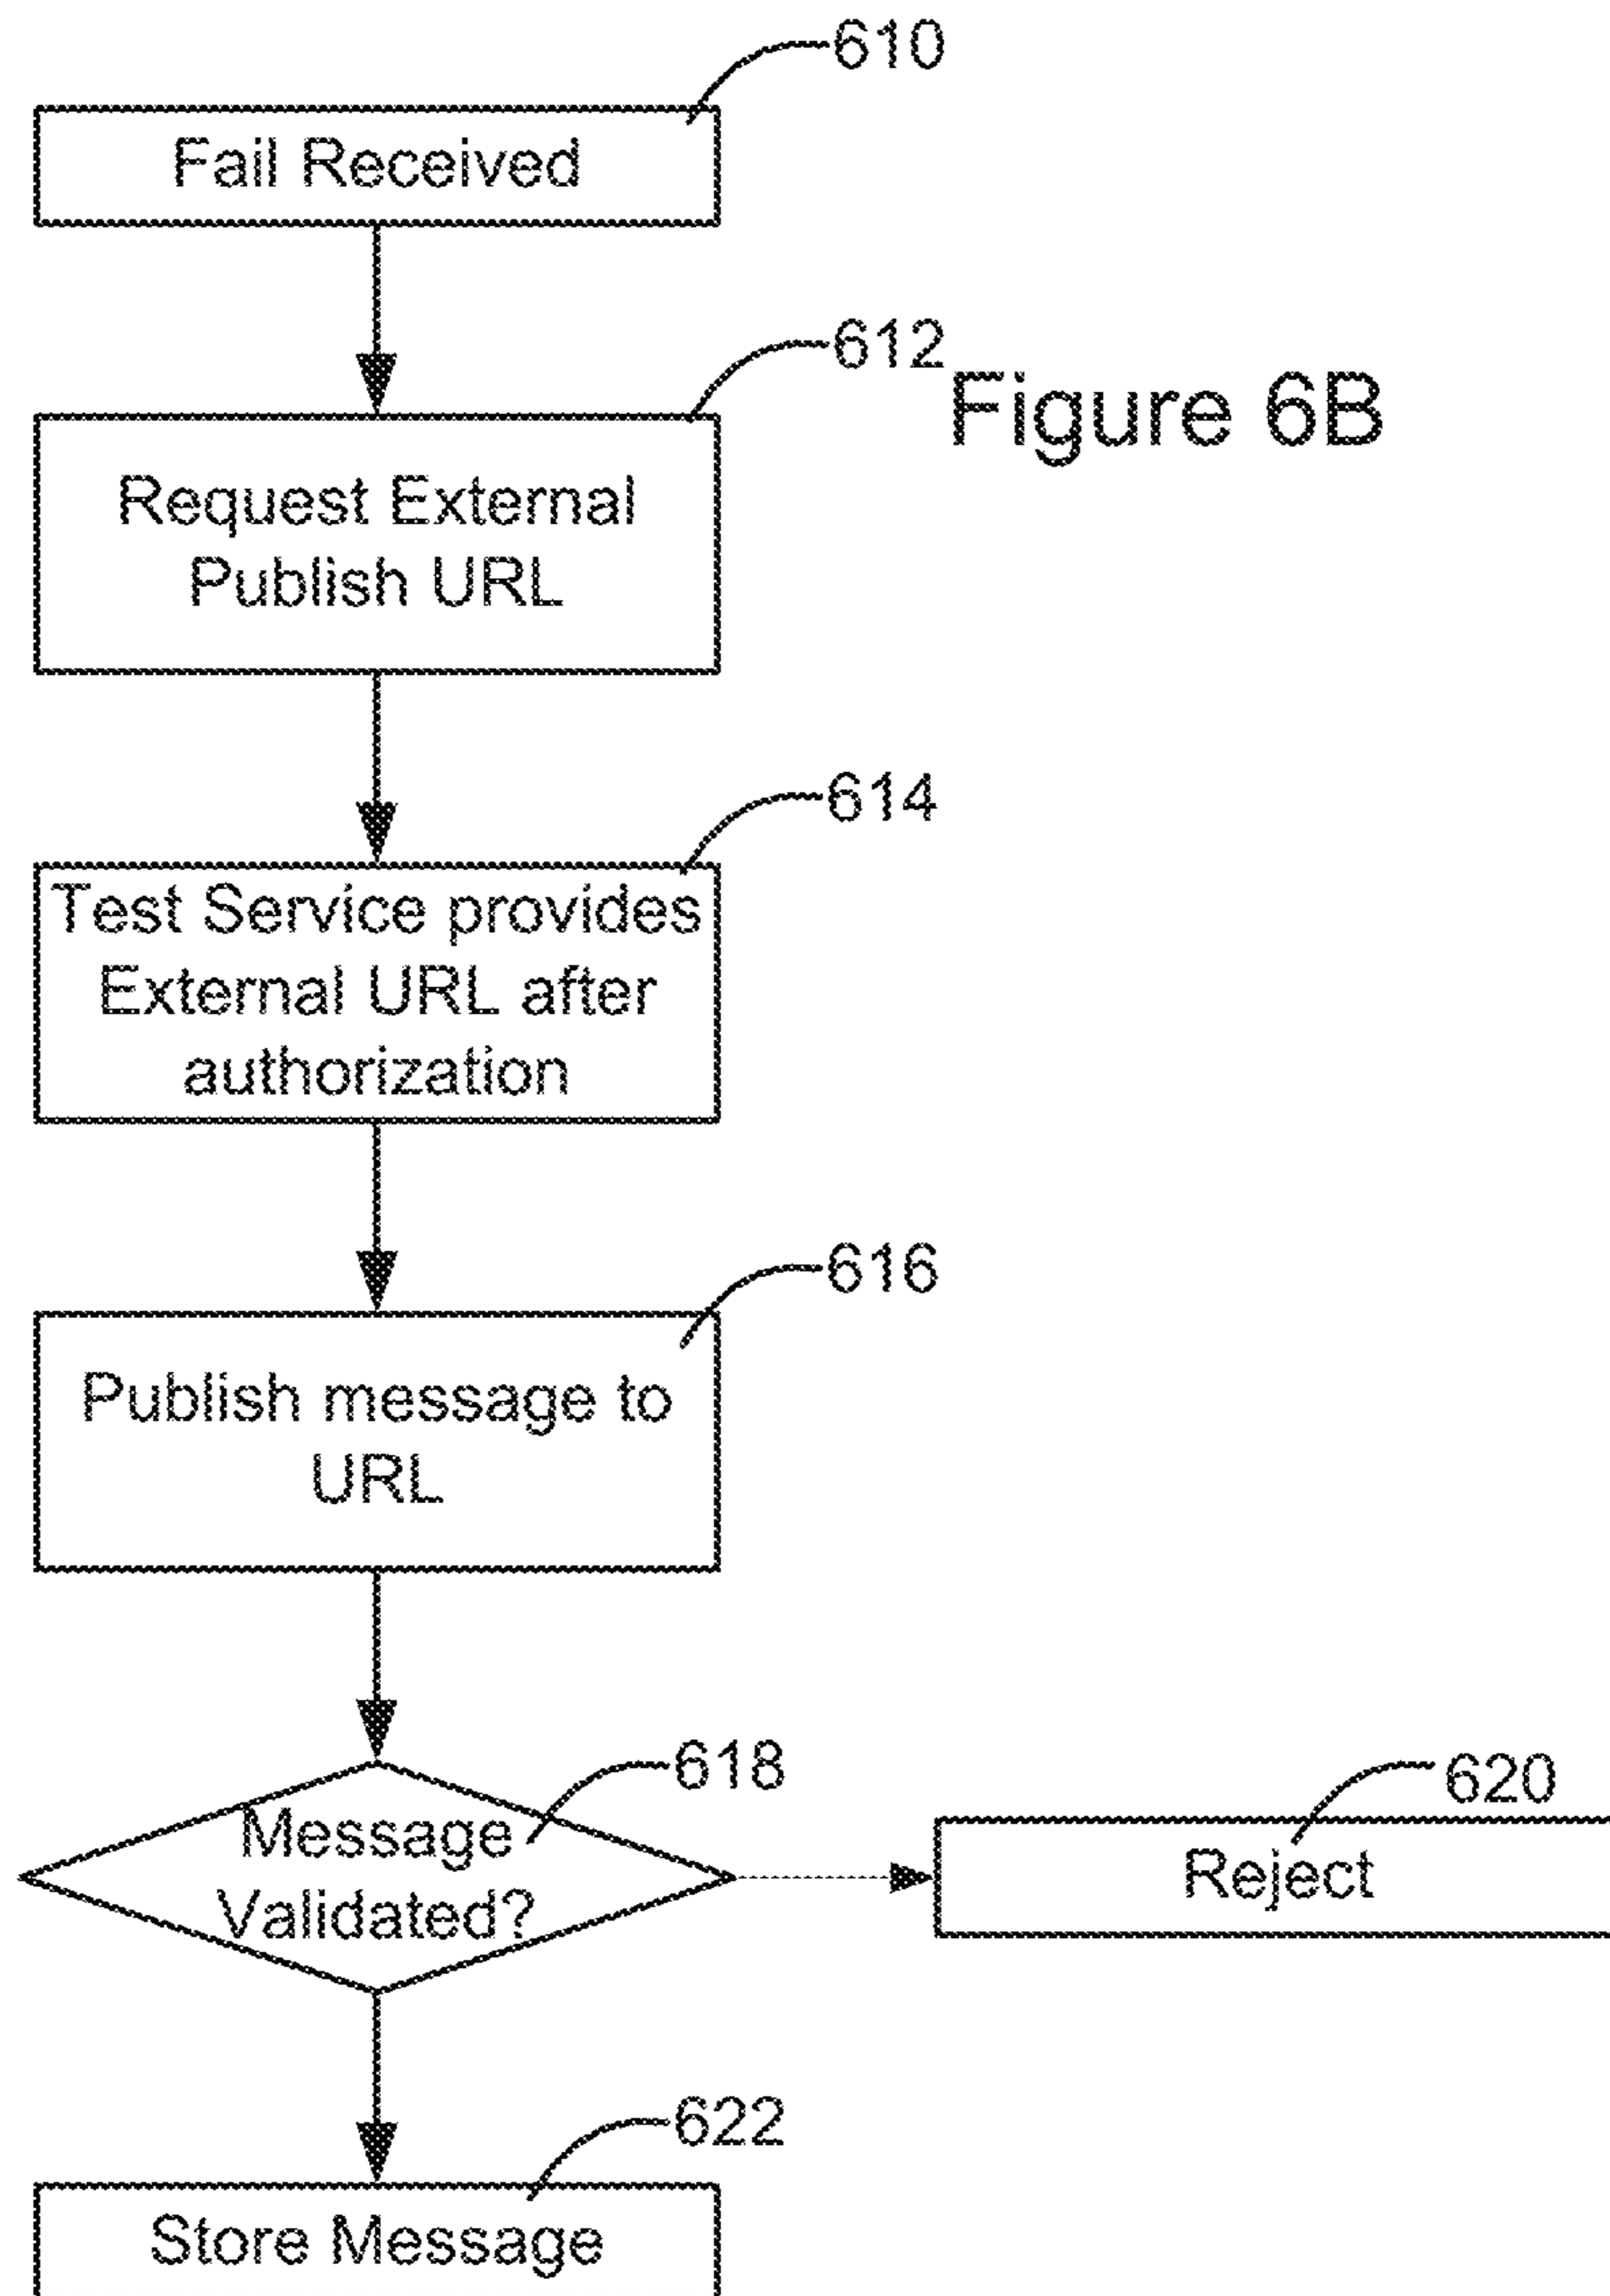 610
Fail Received
612
Figure 6B
Request External
Publish URL
614
Test Service provides
External URL after
authorization
616
Publish message to
URL
618
Message
Validated?
620
Reject
622
Store Message